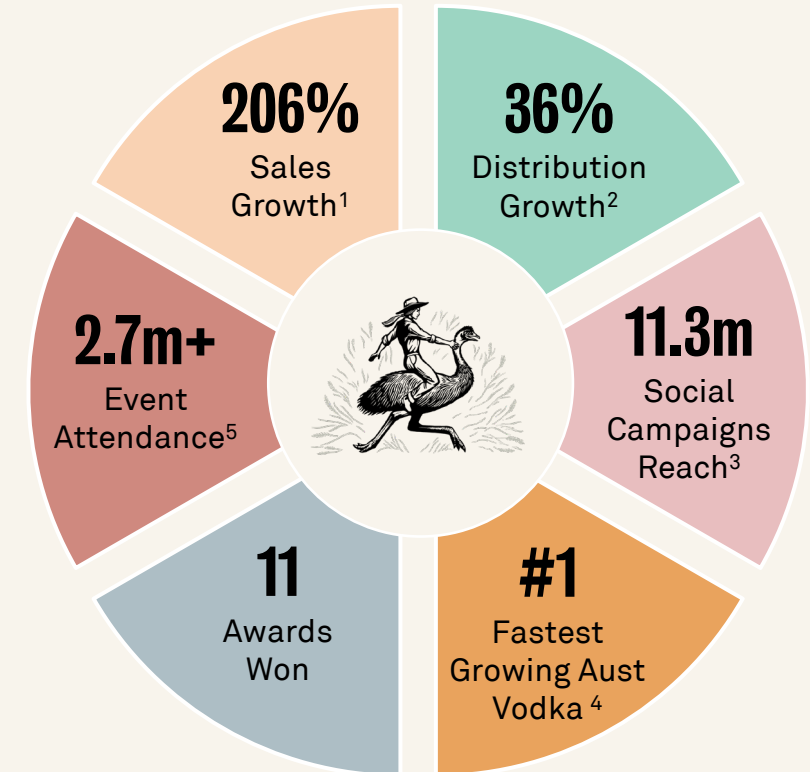 206%
Sales
Growth¹
36%
Distribution
Growth²
2.7m+
Event
Attendance⁵
11.3m
Social
Campaigns
Reach³
11
Awards
Won
#1
Fastest
Growing Aust
Vodka ⁴